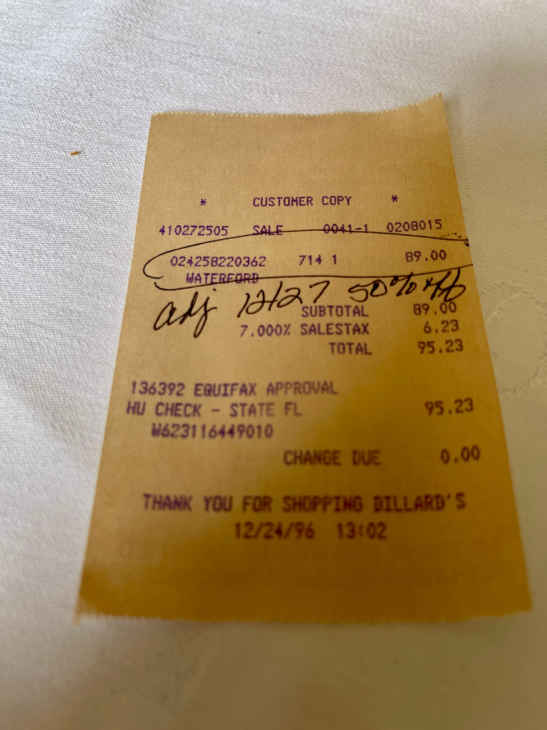 * CUSTOMER COPY *
410272505 SALE 0041-1 0208015
024258220362 714 1 89.00
WATERFORD
adj 12/27 50% off
SUBTOTAL 89.00
7.000% SALESTAX 6.23
TOTAL 95.23
136392 EQUIFAX APPROVAL
HU CHECK - STATE FL 95.23
W623116449010
CHANGE DUE 0.00
THANK YOU FOR SHOPPING DILLARD'S
12/24/96 13:02